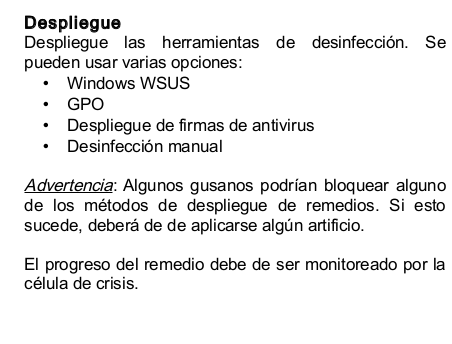 Despliegue
Despliegue las herramientas de desinfección. Se
pueden usar varias opciones:
• Windows WSUS
• GPO
• Despliegue de firmas de antivirus
• Desinfección manual
Advertencia: Algunos gusanos podrían bloquear alguno
de los métodos de despliegue de remedios. Si esto
sucede, deberá de de aplicarse algún artificio.
El progreso del remedio debe de ser monitoreado por la
célula de crisis.